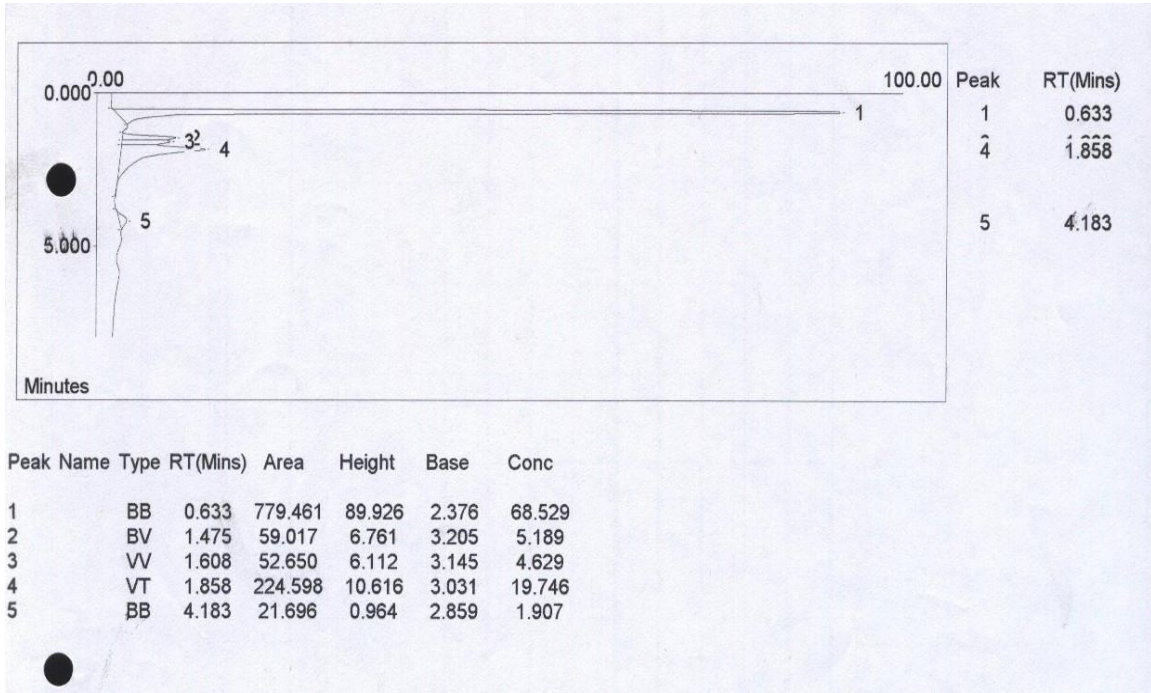 0.00 100.00 Peak RT(Mins)
0.000
1 1 0.633
32 4 4 1.858
5 5 4.183
5.000
Minutes
Peak Name Type RT(Mins) Area Height Base Conc
1 BB 0.633 779.461 89.926 2.376 68.529
2 BV 1.475 59.017 6.761 3.205 5.189
3 VV 1.608 52.650 6.112 3.145 4.629
4 VT 1.858 224.598 10.616 3.031 19.746
5 BB 4.183 21.696 0.964 2.859 1.907